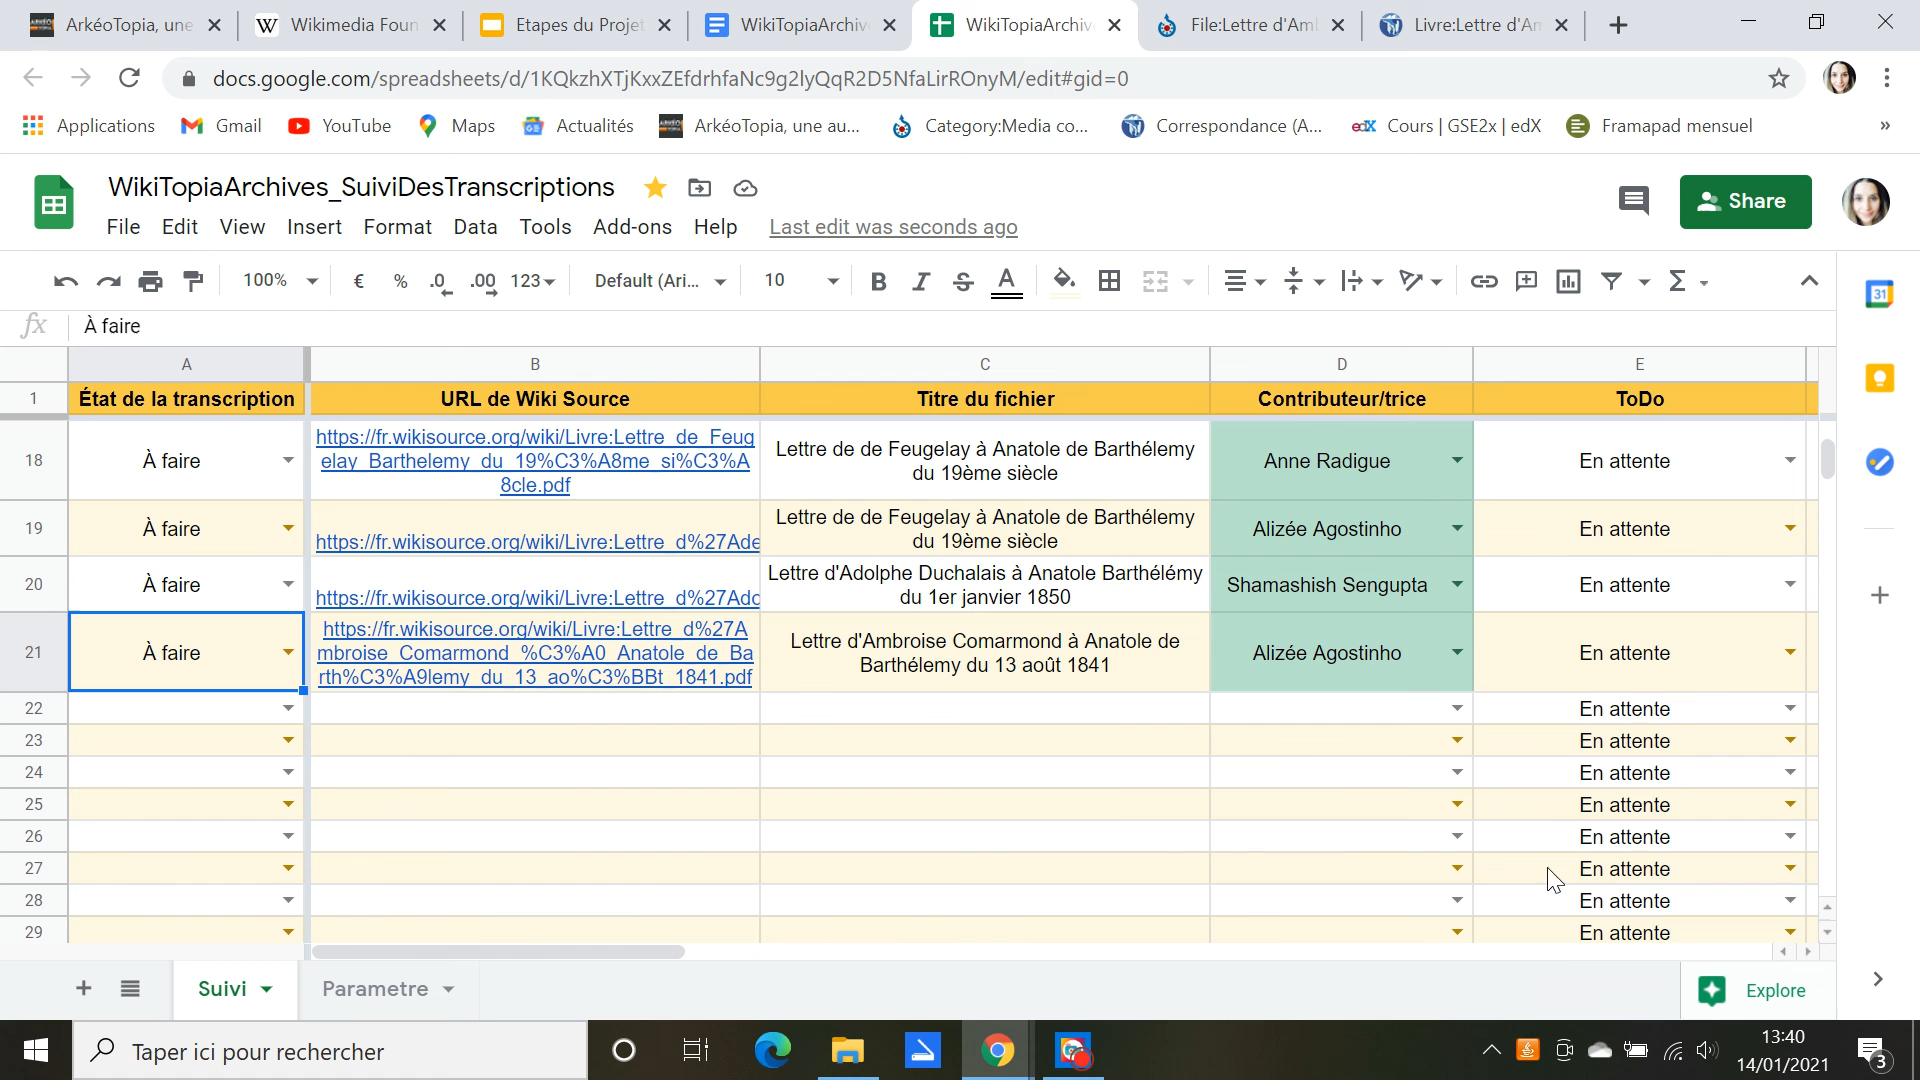 ArkéoTopia, une
Wikimedia Foun
Etapes du Projet
WikiTopiaArchiv
WikiTopiaArchiv
File:Lettre d'Am
Livre:Lettre d'Am
docs.google.com/spreadsheets/d/1KQkzhXTjKxxZEfdrhfaNc9g2lyQqR2D5NfaLirROnyM/edit#gid=0
Applications
Gmail
YouTube
Maps
Actualités
ArkéoTopia, une au...
Category:Media co...
Correspondance (A...
edX Cours | GSE2x | edX
Framapad mensuel
»
WikiTopiaArchives_SuiviDesTranscriptions
Share
File Edit View Insert Format Data Tools Add-ons Help Last edit was seconds ago
100% € % .0 .00 123 Default (Ari... 10 B I S A Σ
31
fx À faire
A B C D E
1 État de la transcription URL de Wiki Source Titre du fichier Contributeur/trice ToDo
18 À faire
https://fr.wikisource.org/wiki/Livre:Lettre_de_Feug
elay_Barthelemy_du_19%C3%A8me_si%C3%A
8cle.pdf
Lettre de de Feugelay à Anatole de Barthélemy
du 19ème siècle
Anne Radigue
En attente
19 À faire
https://fr.wikisource.org/wiki/Livre:Lettre_d%27Ade
Lettre de de Feugelay à Anatole de Barthélemy
du 19ème siècle
Alizée Agostinho
En attente
20 À faire
https://fr.wikisource.org/wiki/Livre:Lettre_d%27Ado
Lettre d'Adolphe Duchalais à Anatole Barthélémy
du 1er janvier 1850
Shamashish Sengupta
En attente
21 À faire
https://fr.wikisource.org/wiki/Livre:Lettre_d%27A
mbroise_Comarmond_%C3%A0_Anatole_de_Ba
rth%C3%A9lemy_du_13_ao%C3%BBt_1841.pdf
Lettre d'Ambroise Comarmond à Anatole de
Barthélemy du 13 août 1841
Alizée Agostinho
En attente
22 En attente
23 En attente
24 En attente
25 En attente
26 En attente
27 En attente
28 En attente
29 En attente
Suivi
Parametre
Explore
Taper ici pour rechercher
13:40
14/01/2021
3